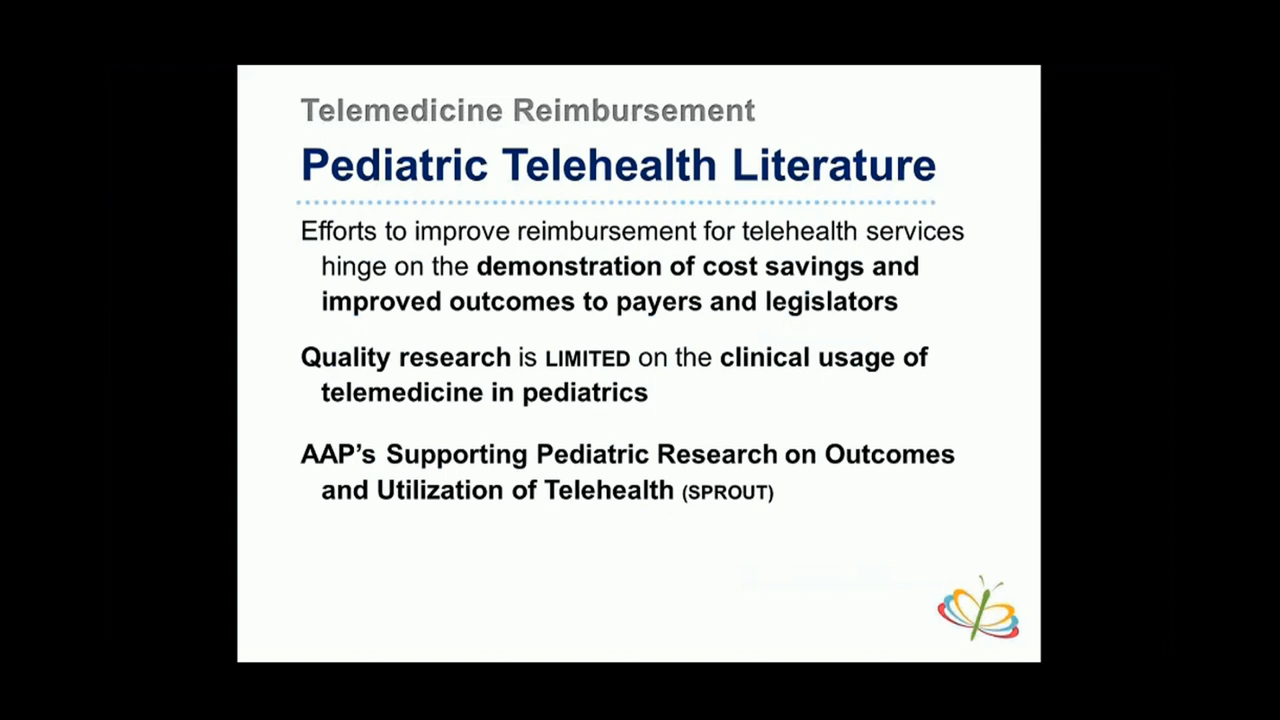 Telemedicine Reimbursement
Pediatric Telehealth Literature
Efforts to improve reimbursement for telehealth services
hinge on the demonstration of cost savings and
improved outcomes to payers and legislators
Quality research is LIMITED on the clinical usage of
telemedicine in pediatrics
AAP’s Supporting Pediatric Research on Outcomes
and Utilization of Telehealth (SPROUT)